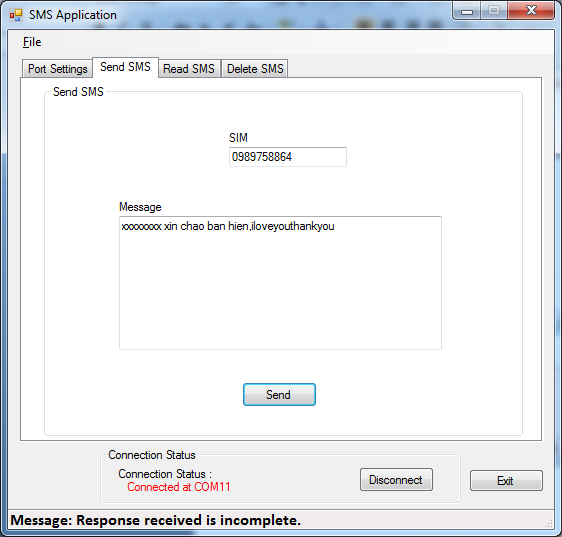 SMS Application
File
Port Settings Send SMS Read SMS Delete SMS
Send SMS
SIM
0989758864
Message
xxxxxxxx xin chao ban hien,iloveyouthankyou
Send
Connection Status
Connection Status :
Connected at COM11
Disconnect
Exit
Message: Response received is incomplete.